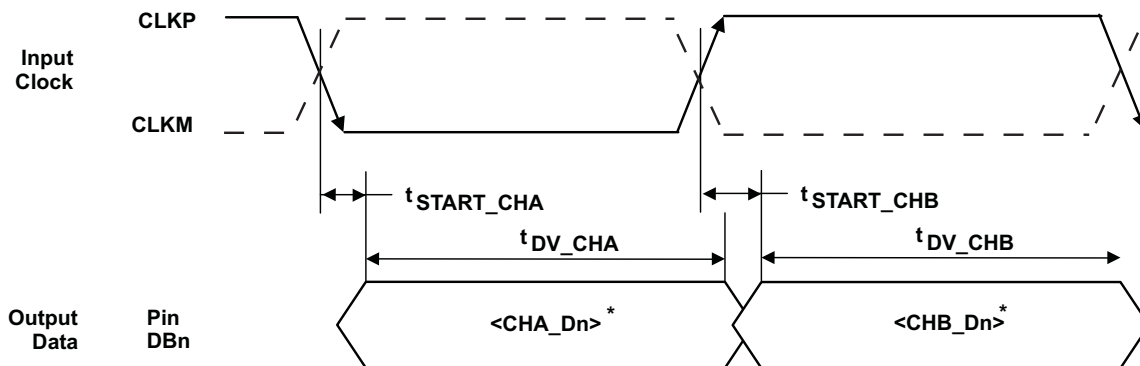 CLKP
Input
Clock
CLKM
t START_CHA
t START_CHB
t DV_CHA
t DV_CHB
Output
Data
Pin
DBn
<CHA_Dn>*
<CHB_Dn>*